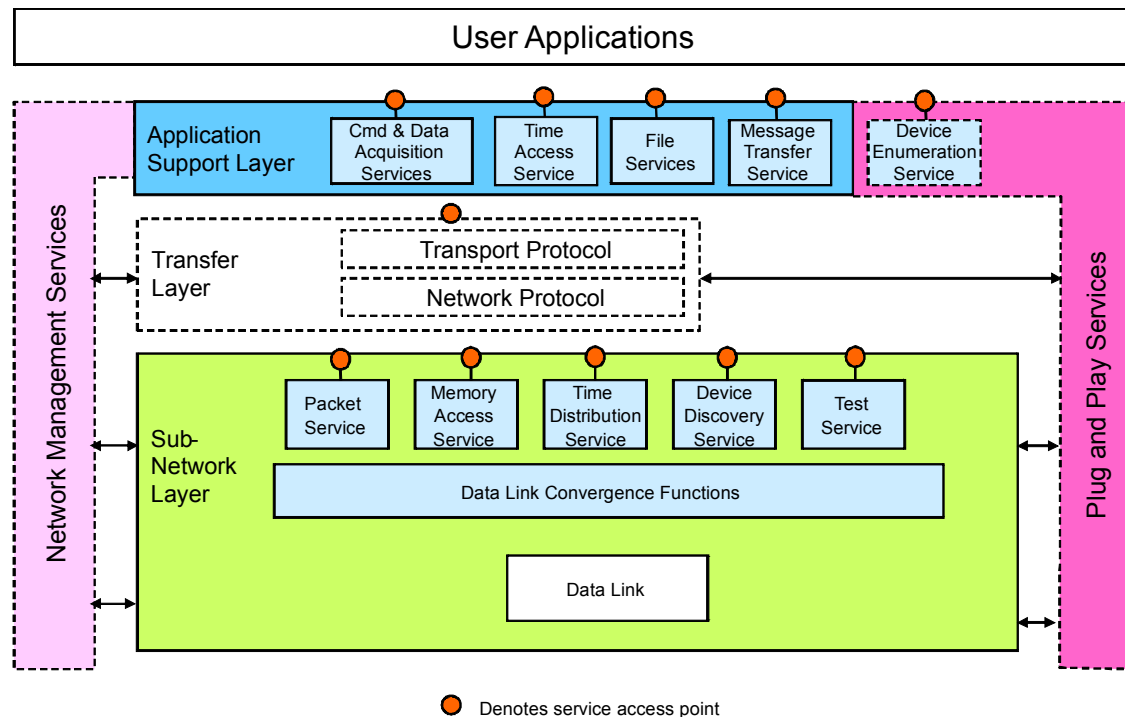 User Applications
Application
Support Layer
Cmd & Data
Acquisition
Services
Time
Access
Service
File
Services
Message
Transfer
Service
Device
Enumeration
Service
Network Management Services
Transfer
Layer
Transport Protocol
Network Protocol
Plug and Play Services
Sub-
Network
Layer
Packet
Service
Memory
Access
Service
Time
Distribution
Service
Device
Discovery
Service
Test
Service
Data Link Convergence Functions
Data Link
Denotes service access point